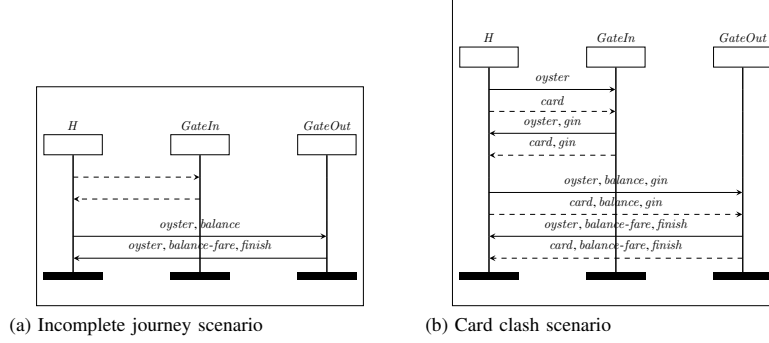 H GateIn GateOut
oyster, balance
oyster, balance-fare, finish
(a) Incomplete journey scenario
H GateIn GateOut
oyster
card
oyster, gin
card, gin
oyster, balance, gin
card, balance, gin
oyster, balance-fare, finish
card, balance-fare, finish
(b) Card clash scenario